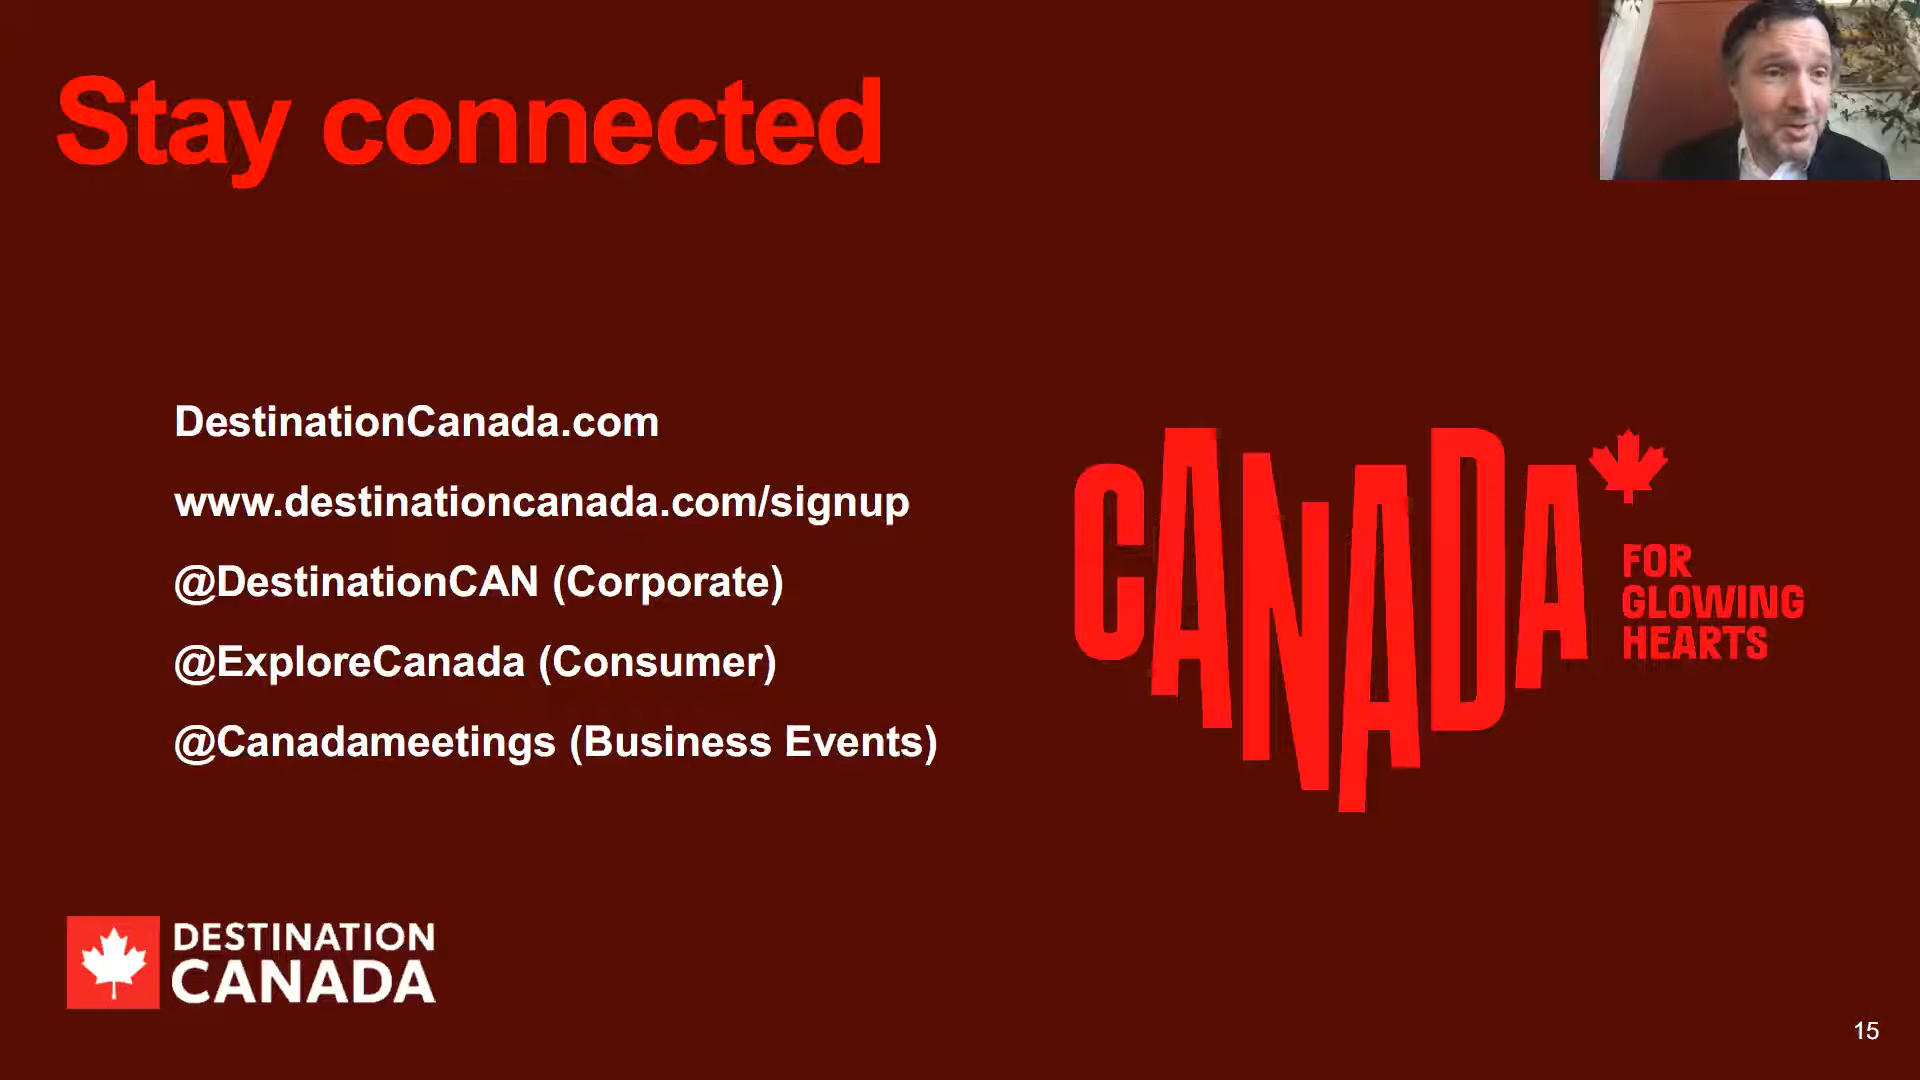 Stay connected
DestinationCanada.com
www.destinationcanada.com/signup
@DestinationCAN (Corporate)
@ExploreCanada (Consumer)
@Canadameetings (Business Events)
CANADA
FOR
GLOWING
HEARTS
DESTINATION
CANADA
15